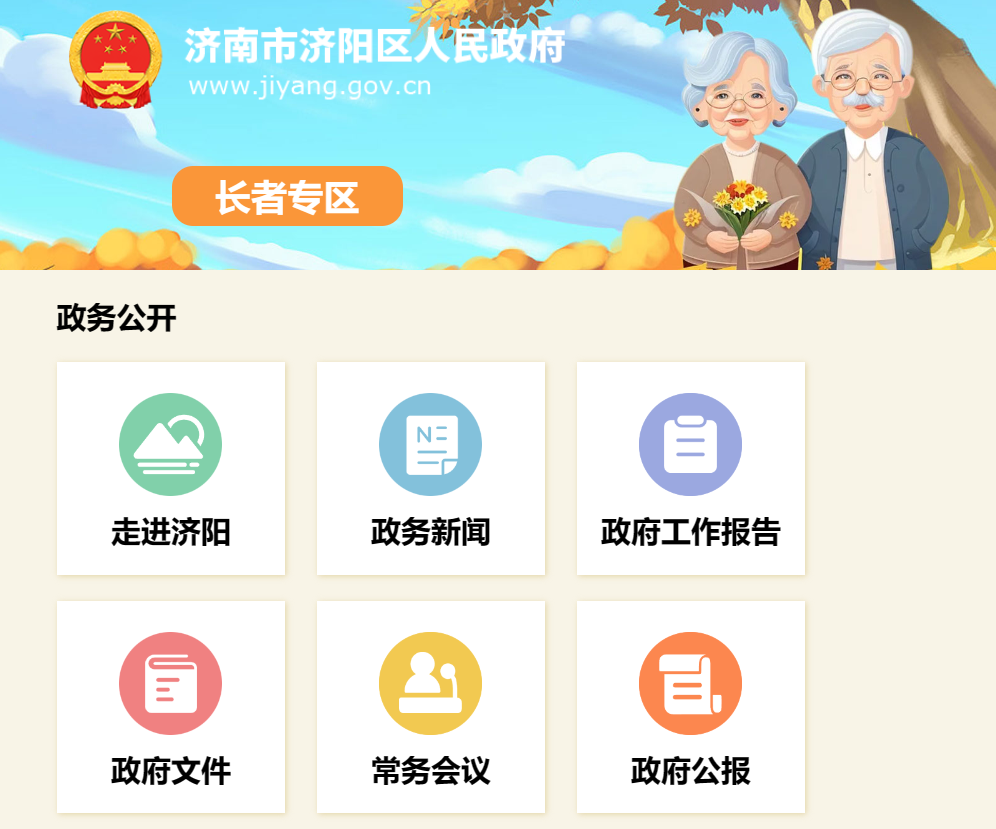 济南市济阳区人民政府
www.jiyang.gov.cn
长者专区
政务公开
走进济阳
政务新闻
政府工作报告
政府文件
常务会议
政府公报